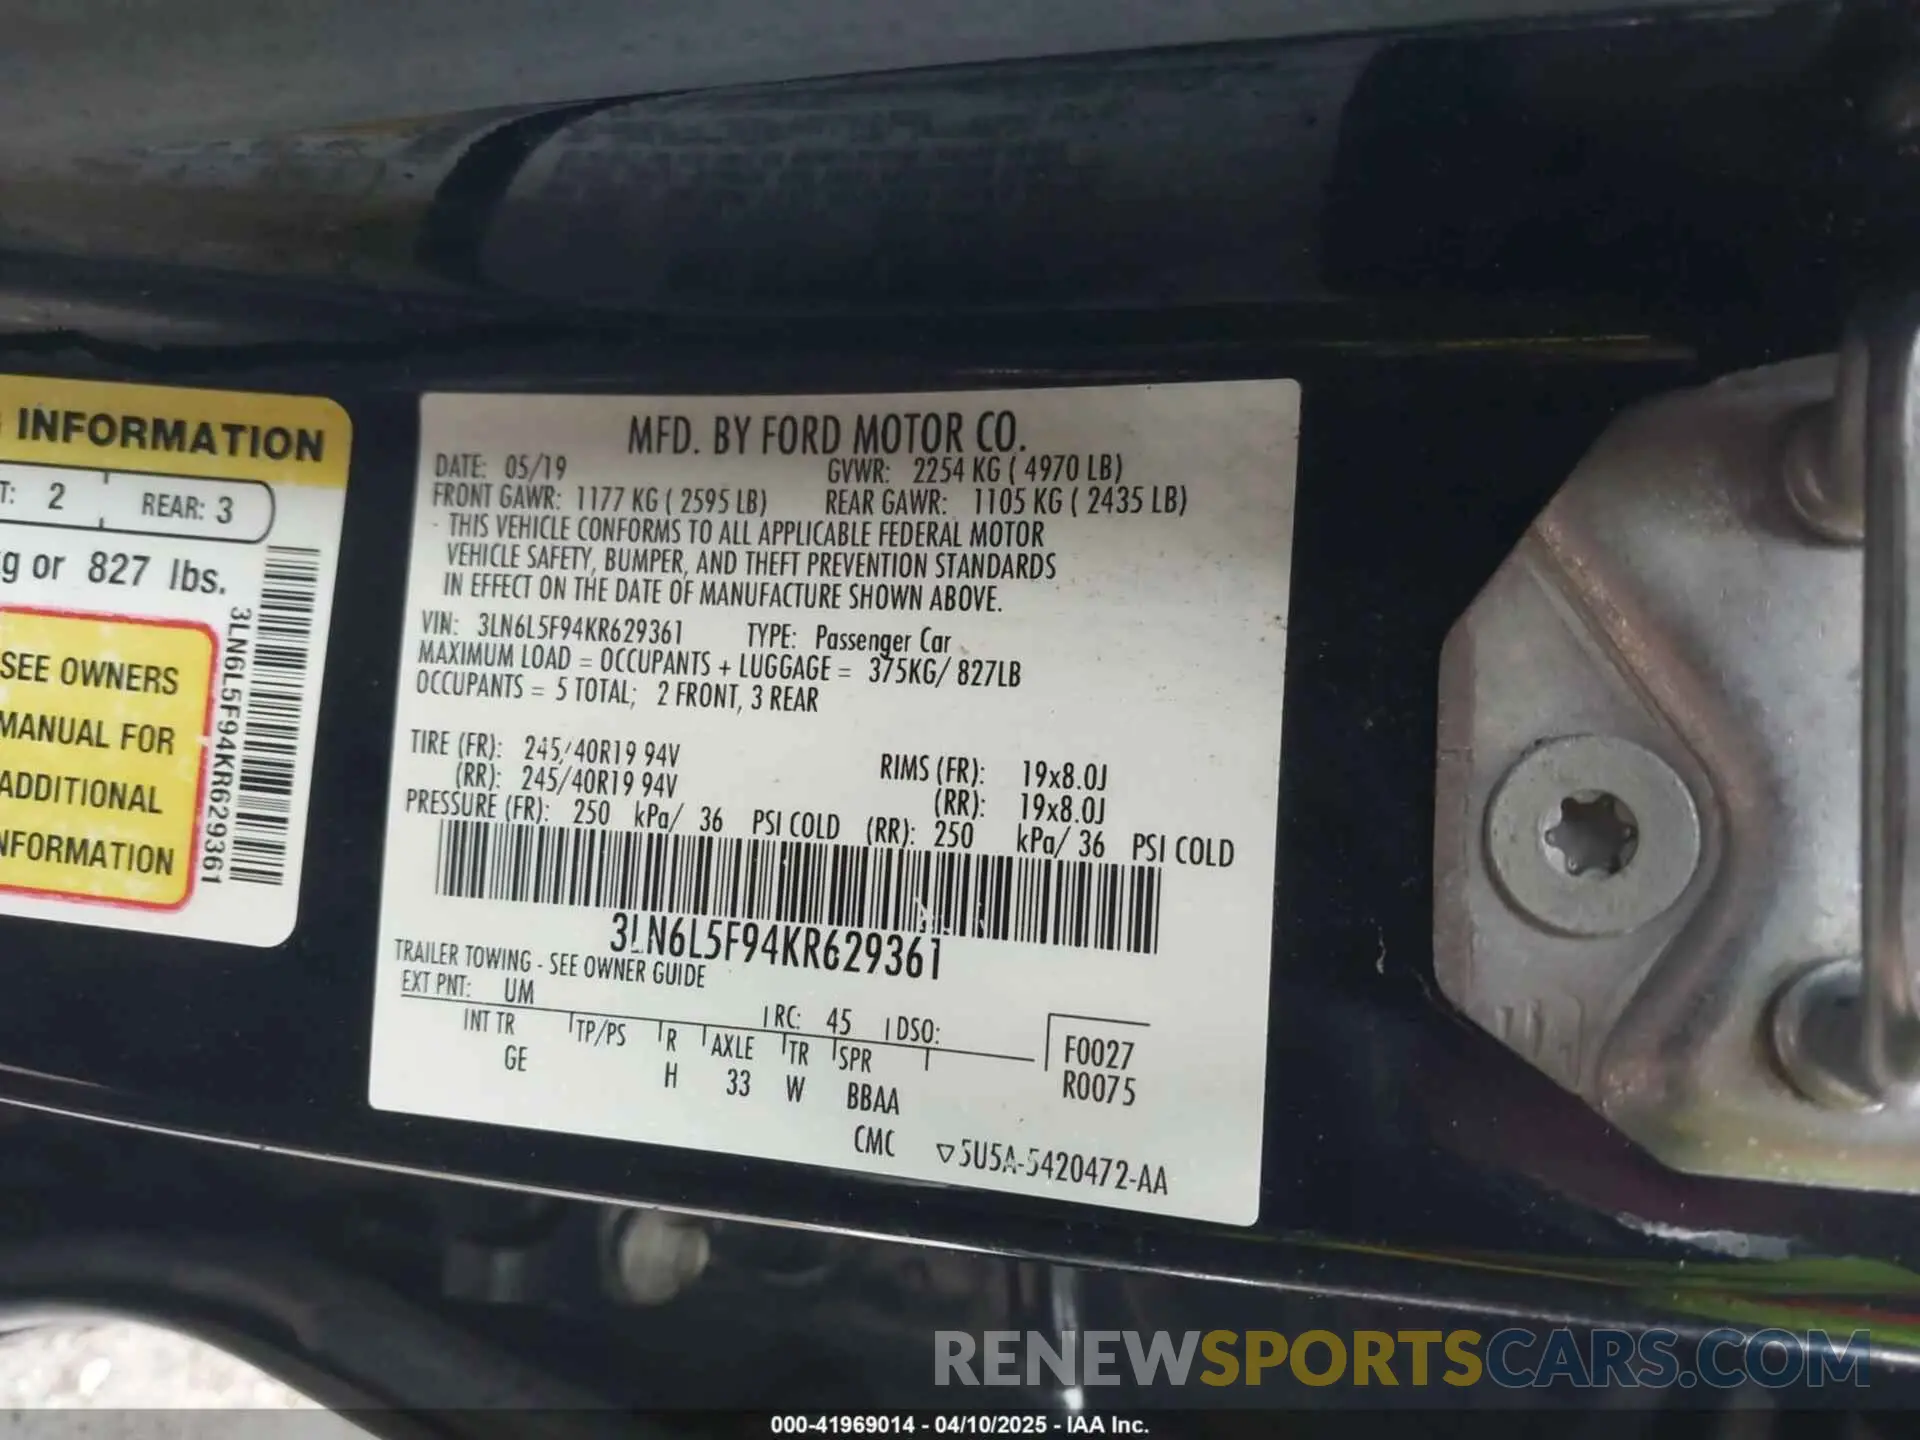 INFORMATION
T: 2 REAR: 3
g or 827 lbs.
3LN6L5F94KR629361
SEE OWNERS
MANUAL FOR
ADDITIONAL
INFORMATION
MFD. BY FORD MOTOR CO.
DATE: 05/19 GVWR: 2254 KG ( 4970 LB)
FRONT GAWR: 1177 KG ( 2595 LB) REAR GAWR: 1105 KG ( 2435 LB)
THIS VEHICLE CONFORMS TO ALL APPLICABLE FEDERAL MOTOR
VEHICLE SAFETY, BUMPER, AND THEFT PREVENTION STANDARDS
IN EFFECT ON THE DATE OF MANUFACTURE SHOWN ABOVE.
VIN: 3LN6L5F94KR629361 TYPE: Passenger Car
MAXIMUM LOAD = OCCUPANTS + LUGGAGE = 375KG/ 827LB
OCCUPANTS = 5 TOTAL; 2 FRONT, 3 REAR
TIRE (FR): 245/40R19 94V RIMS (FR): 19x8.0J
(RR): 245/40R19 94V (RR): 19x8.0J
PRESSURE (FR): 250 kPa/ 36 PSI COLD (RR): 250 kPa/ 36 PSI COLD
3LN6L5F94KR629361
TRAILER TOWING - SEE OWNER GUIDE
EXT PNT: UM RC: 45 DSO:
INT TR TP/PS R AXLE TR SPR F0027
GE H 33 W BBAA R0075
CMC ▽5U5A-5420472-AA
RENEWSPORTSCARS.COM
000-41969014 - 04/10/2025 - IAA Inc.